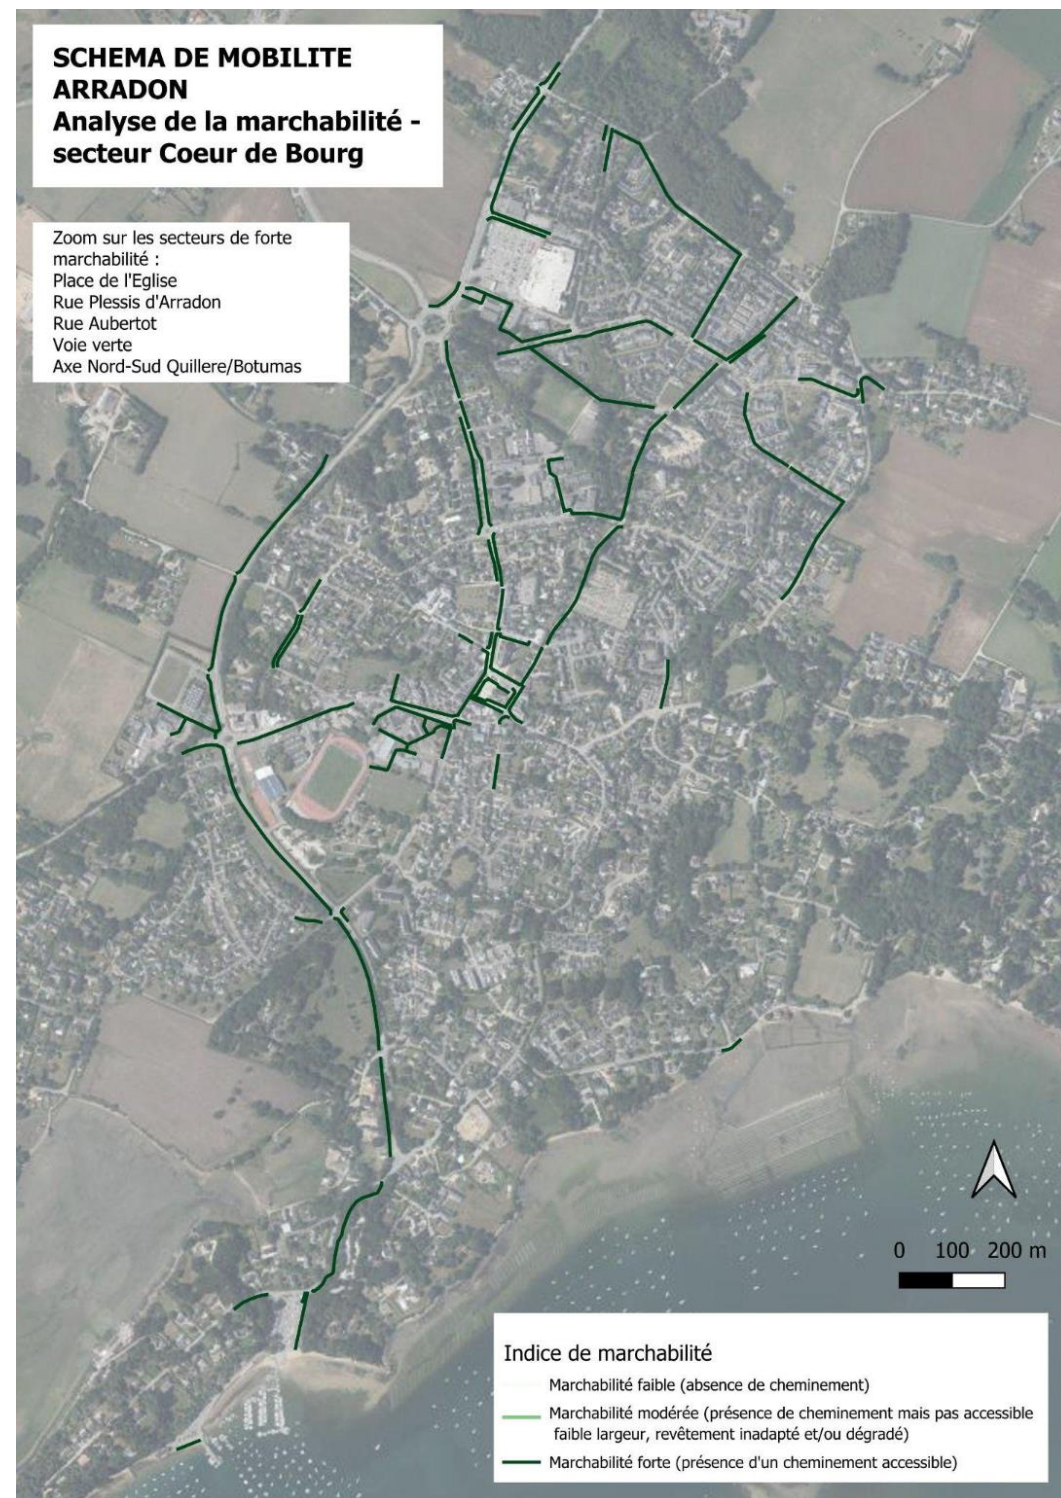 SCHEMA DE MOBILITE
ARRADON
Analyse de la marchabilité -
secteur Coeur de Bourg
Zoom sur les secteurs de forte
marchabilité :
Place de l'Eglise
Rue Plessis d'Arradon
Rue Aubertot
Voie verte
Axe Nord-Sud Quillere/Botumas
0 100 200 m
Indice de marchabilité
Marchabilité faible (absence de cheminement)
Marchabilité modérée (présence de cheminement mais pas accessible
faible largeur, revêtement inadapté et/ou dégradé)
Marchabilité forte (présence d'un cheminement accessible)